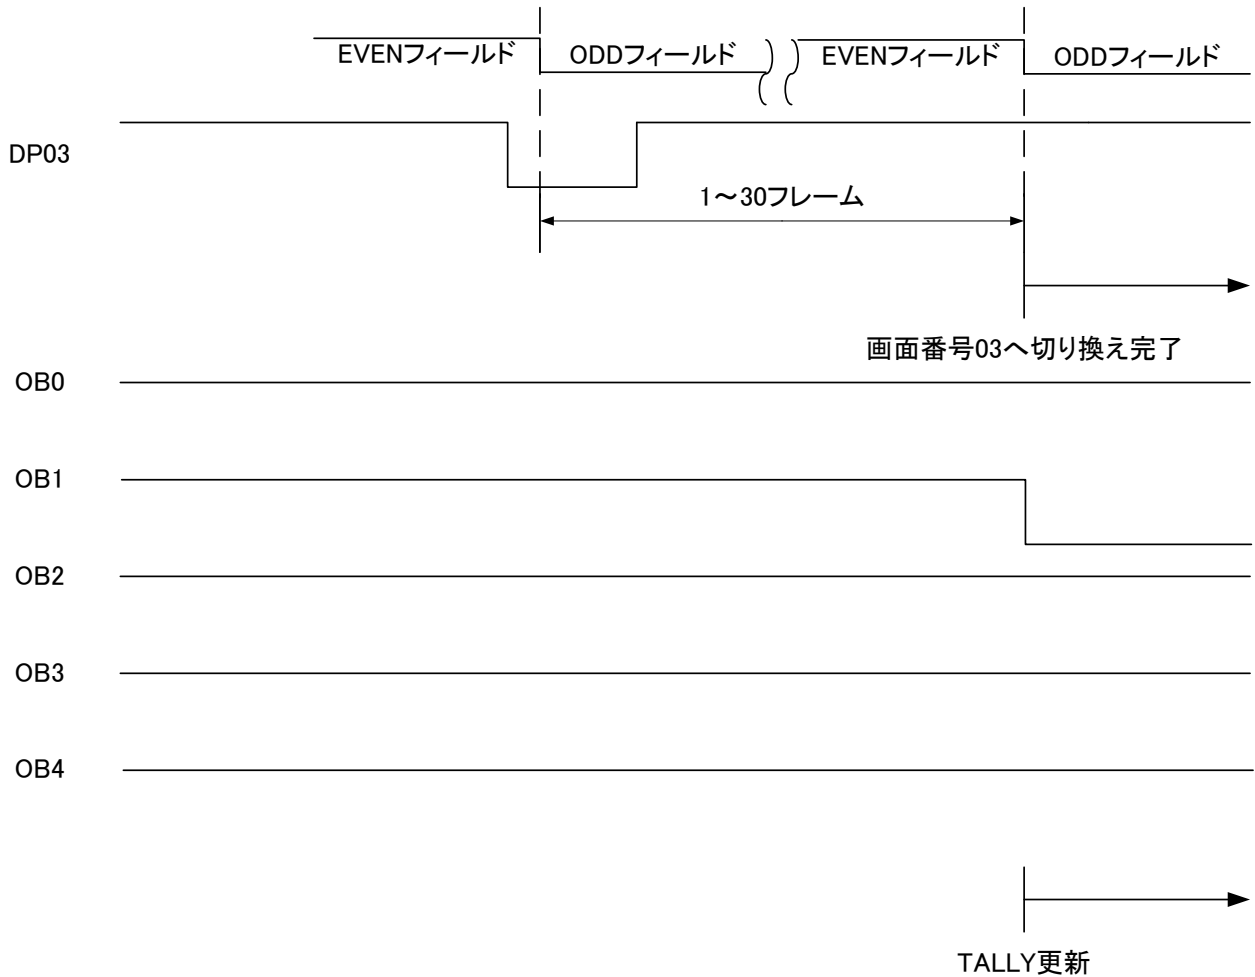 EVENフィールド
ODDフィールド
EVENフィールド
ODDフィールド
DP03
1～30フレーム
画面番号03へ切り換え完了
OB0
OB1
OB2
OB3
OB4
TALLY更新